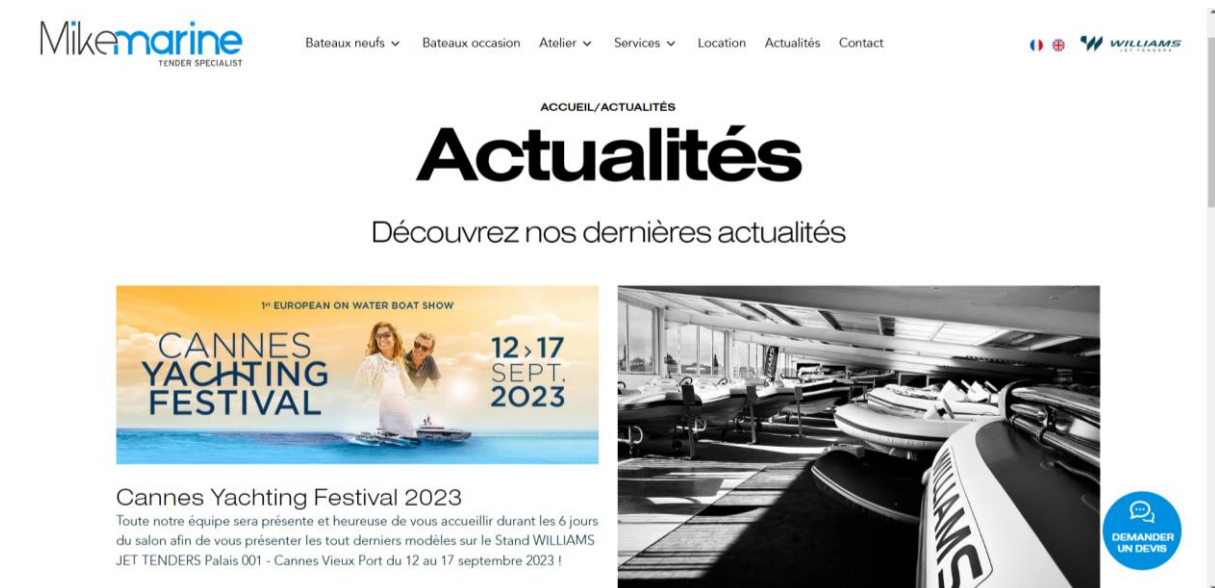 Mikemarine
TENDER SPECIALIST
Bateaux neufs Bateaux occasion Atelier Services Location Actualités Contact
WILLIAMS
JET TENDERS
ACCUEIL/ACTUALITÉS
Actualités
Découvrez nos dernières actualités
1st EUROPEAN ON WATER BOAT SHOW
CANNES
YACHTING
FESTIVAL
12 > 17
SEPT.
2023
WILLIAMS
Cannes Yachting Festival 2023
Toute notre équipe sera présente et heureuse de vous accueillir durant les 6 jours
du salon afin de vous présenter les tout derniers modèles sur le Stand WILLIAMS
JET TENDERS Palais 001 - Cannes Vieux Port du 12 au 17 septembre 2023 !
DEMANDER
UN DEVIS